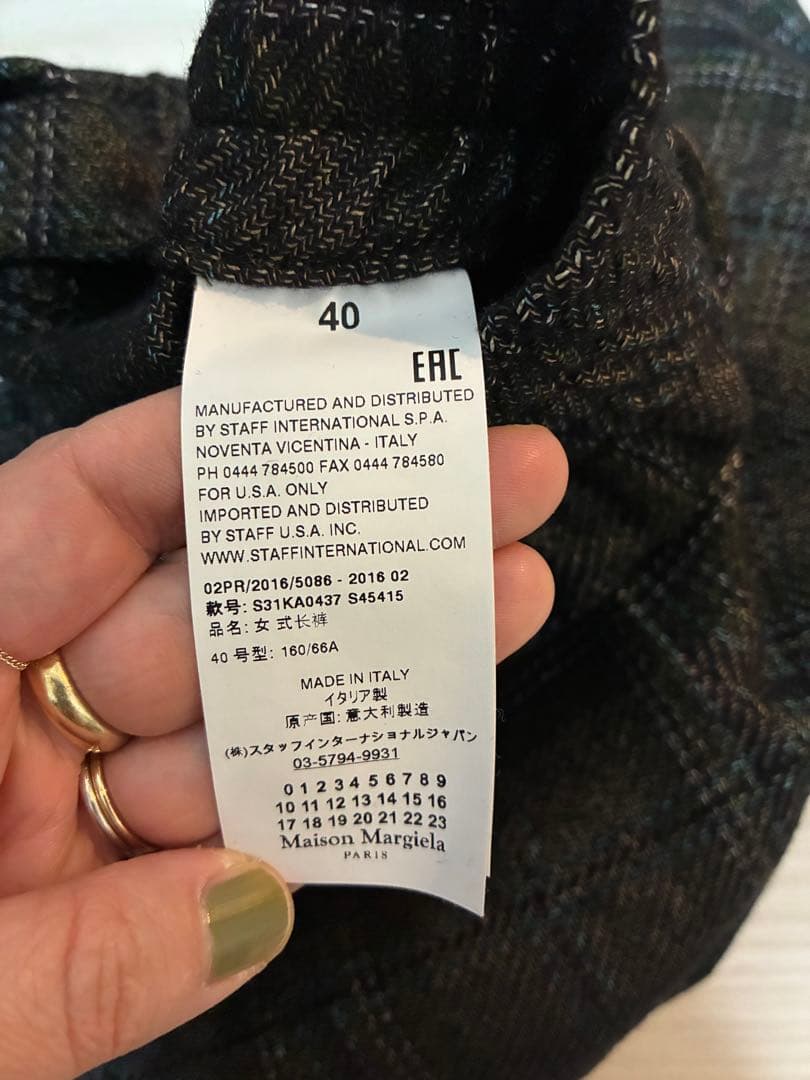 40
EAC
MANUFACTURED AND DISTRIBUTED
BY STAFF INTERNATIONAL S.P.A.
NOVENTA VICENTINA - ITALY
PH 0444 784500 FAX 0444 784580
FOR U.S.A. ONLY
IMPORTED AND DISTRIBUTED
BY STAFF U.S.A. INC.
WWW.STAFFINTERNATIONAL.COM
02PR/2016/5086 - 2016 02
款号: S31KA0437 S45415
品名: 女 式长裤
40 号型: 160/66A
MADE IN ITALY
イタリア製
原产国: 意大利製造
(株)スタッフインターナショナルジャパン
03-5794-9931
0 1 2 3 4 5 6 7 8 9
10 11 12 13 14 15 16
17 18 19 20 21 22 23
Maison Margiela
PARIS